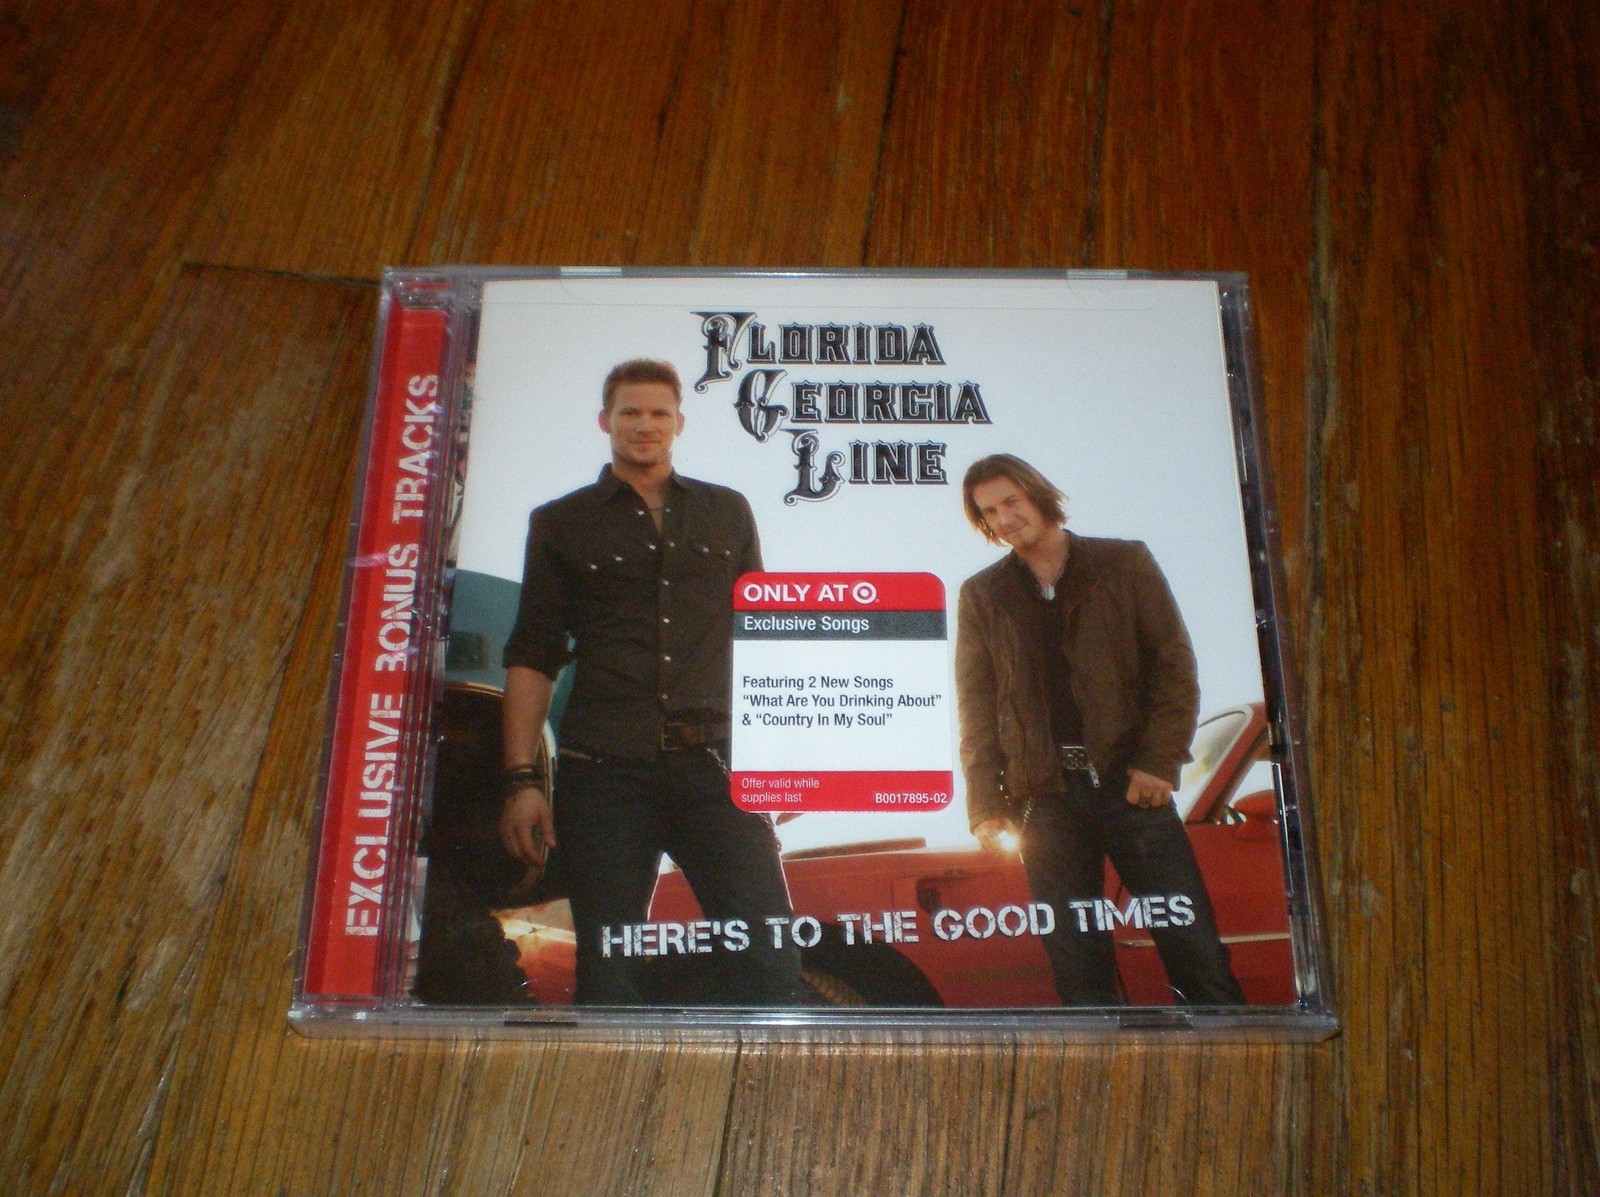 EXCLUSIVE BONUS TRACKS
FLORIDA
GEORGIA
LINE
ONLY AT
Exclusive Songs
Featuring 2 New Songs
“What Are You Drinking About”
& “Country In My Soul”
Offer valid while
supplies last
B0017895-02
HERE'S TO THE GOOD TIMES